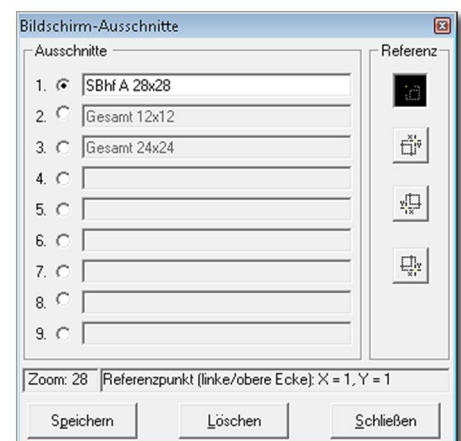 Bildschirm-Ausschnitte
Ausschnitte
Referenz
1. SBhf A 28x28
2. Gesamt 12x12
3. Gesamt 24x24
4.
5.
6.
7.
8.
9.
Zoom: 28 Referenzpunkt (linke/obere Ecke): X = 1, Y = 1
Speichern Löschen Schließen